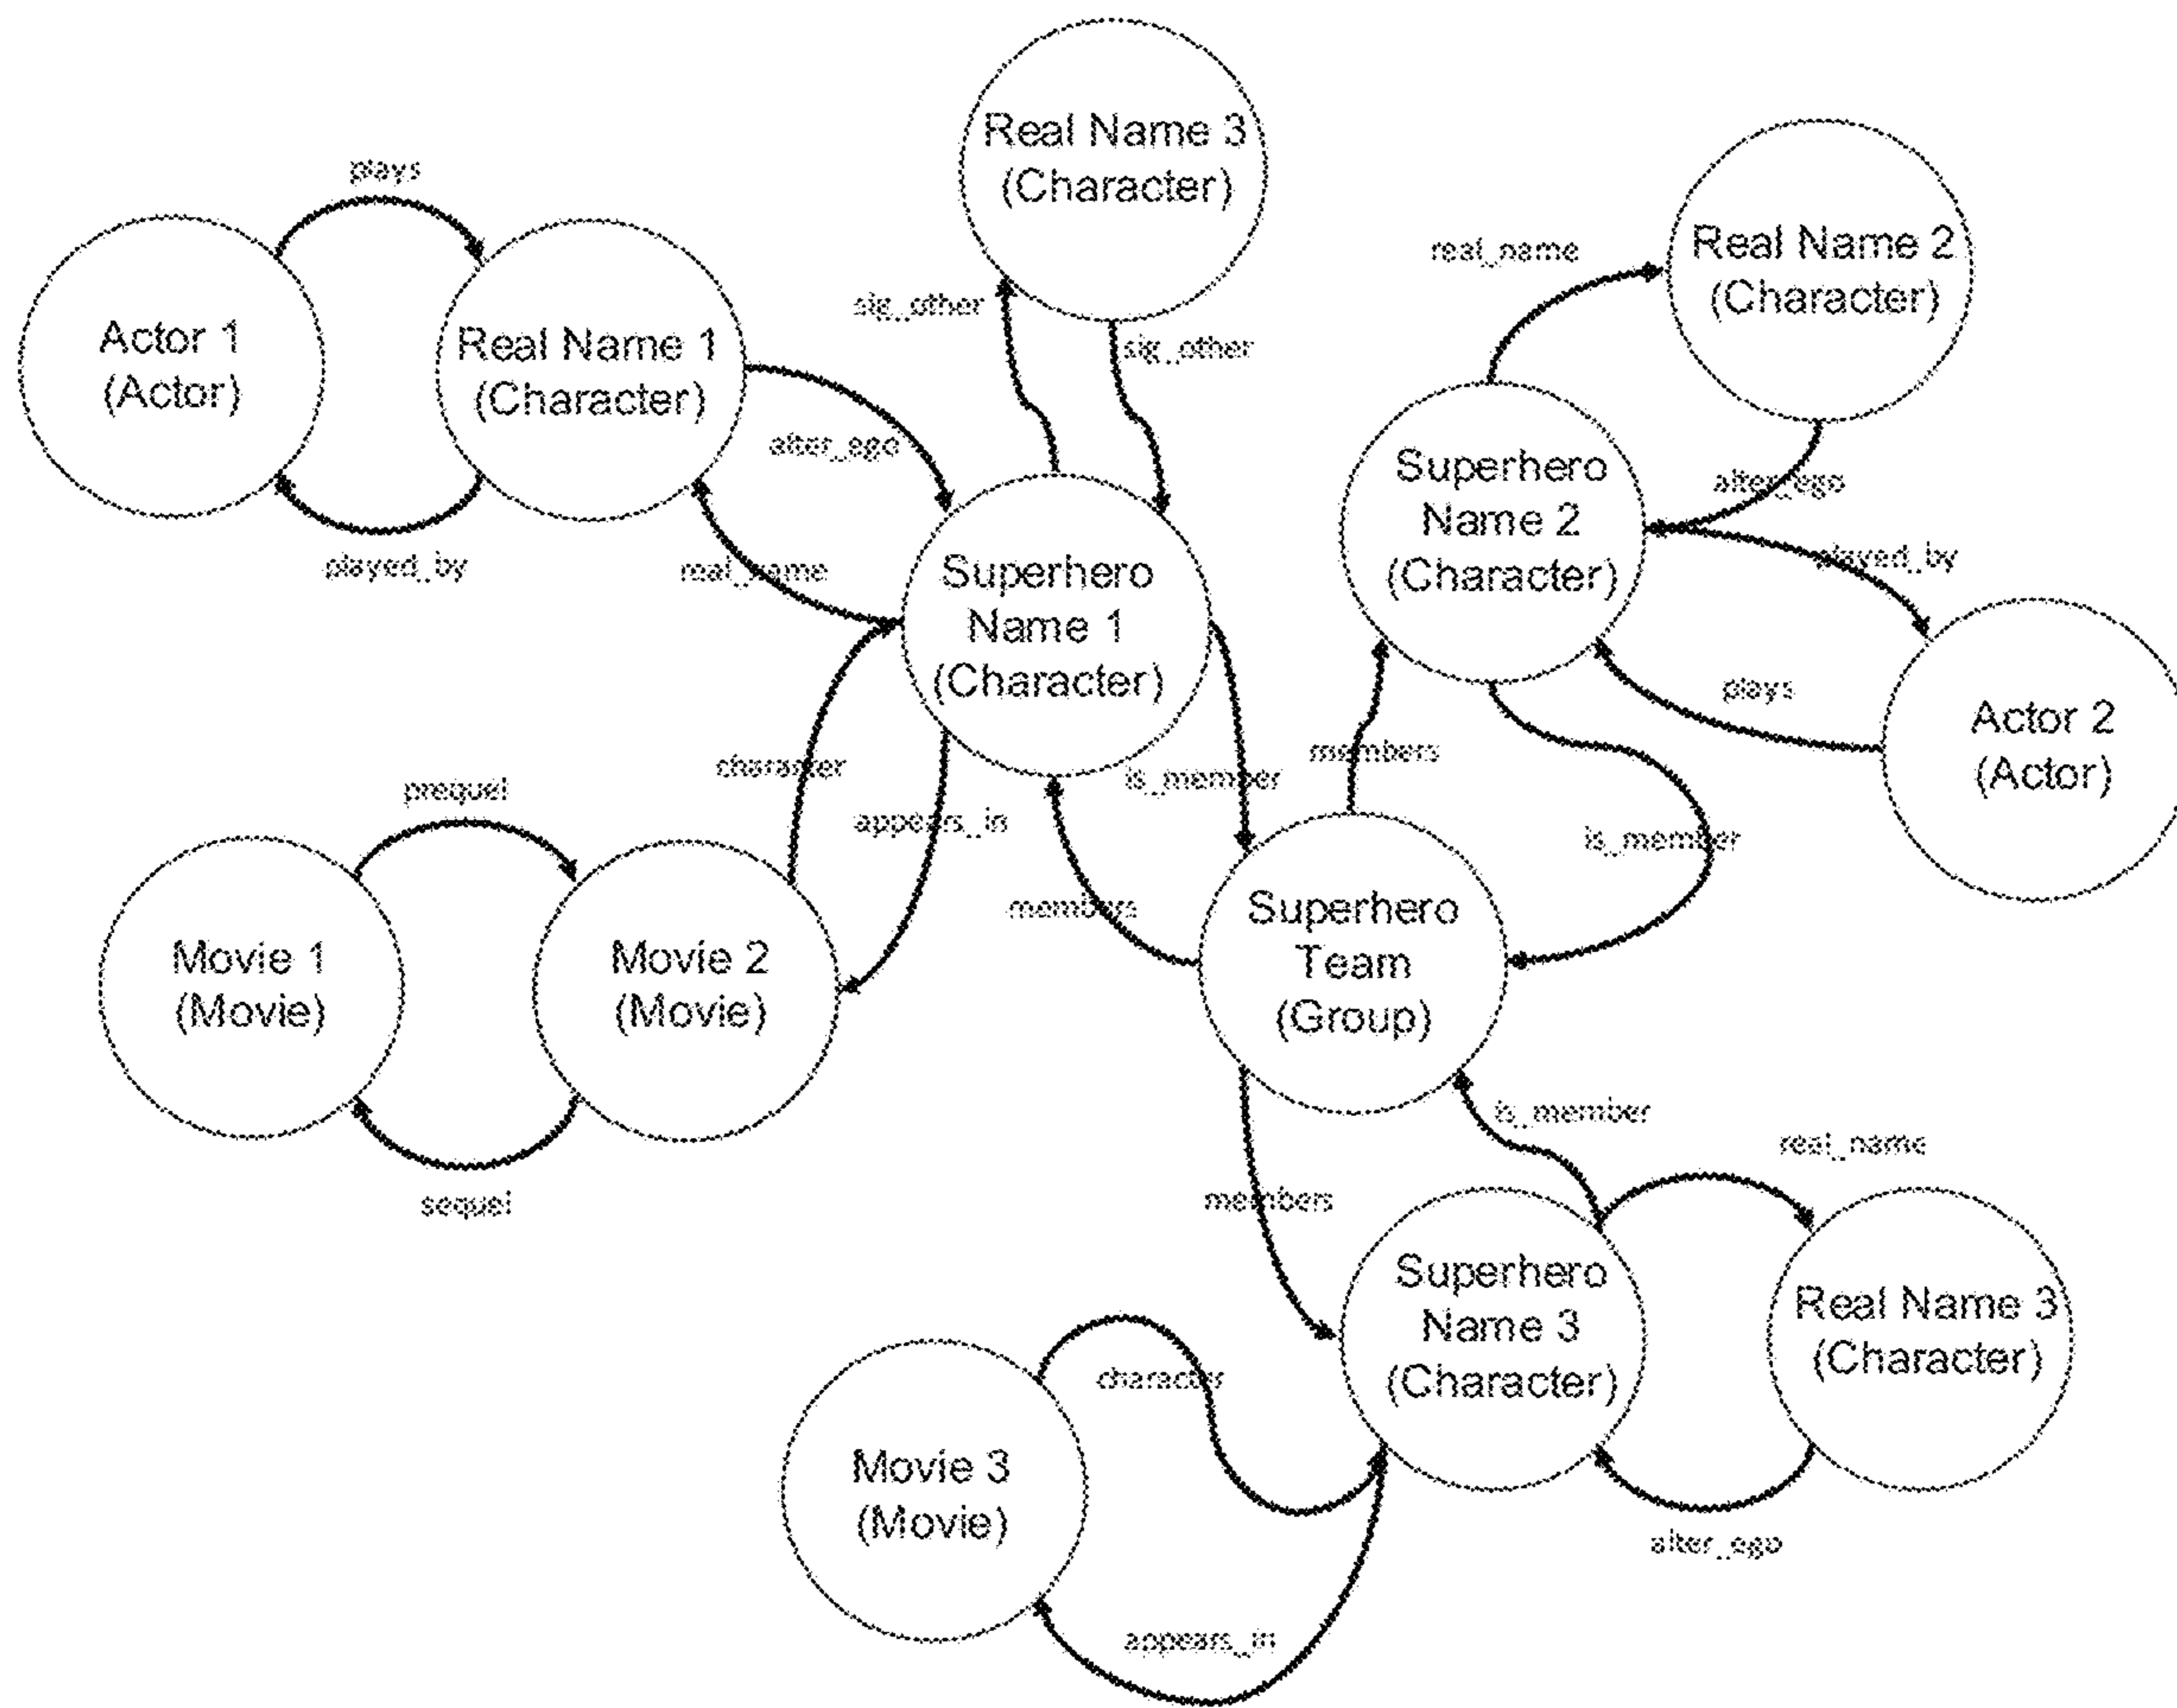 Real Name 3
(Character)
plays
Real Name 2
(Character)
real_name
Actor 1
(Actor)
Real Name 1
(Character)
sig_other
sig_other
alter_ego
Superhero
Name 2
(Character)
alter_ego
played_by
real_name
Superhero
Name 1
(Character)
played_by
plays
Actor 2
(Actor)
character
is_member
members
prequel
appears_in
is_member
members
Superhero
Team
(Group)
Movie 1
(Movie)
Movie 2
(Movie)
is_member
real_name
sequel
members
Superhero
Name 3
(Character)
Real Name 3
(Character)
character
Movie 3
(Movie)
alter_ego
appears_in